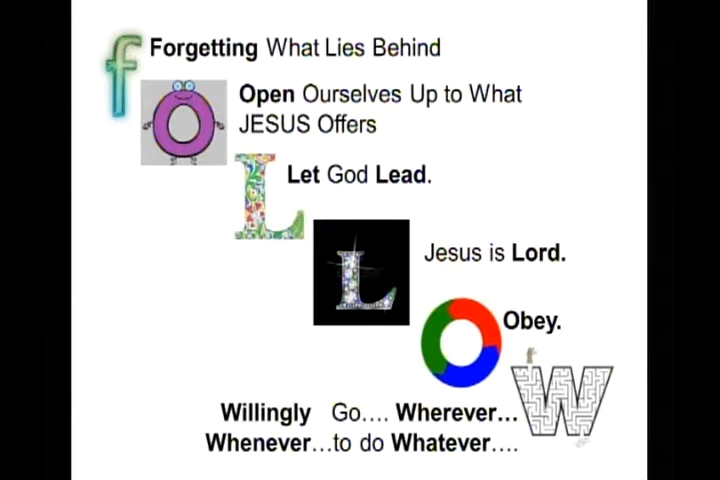 f Forgetting What Lies Behind
O Open Ourselves Up to What
JESUS Offers
L Let God Lead.
L Jesus is Lord.
O Obey.
W
Willingly Go.... Wherever...
Whenever...to do Whatever....